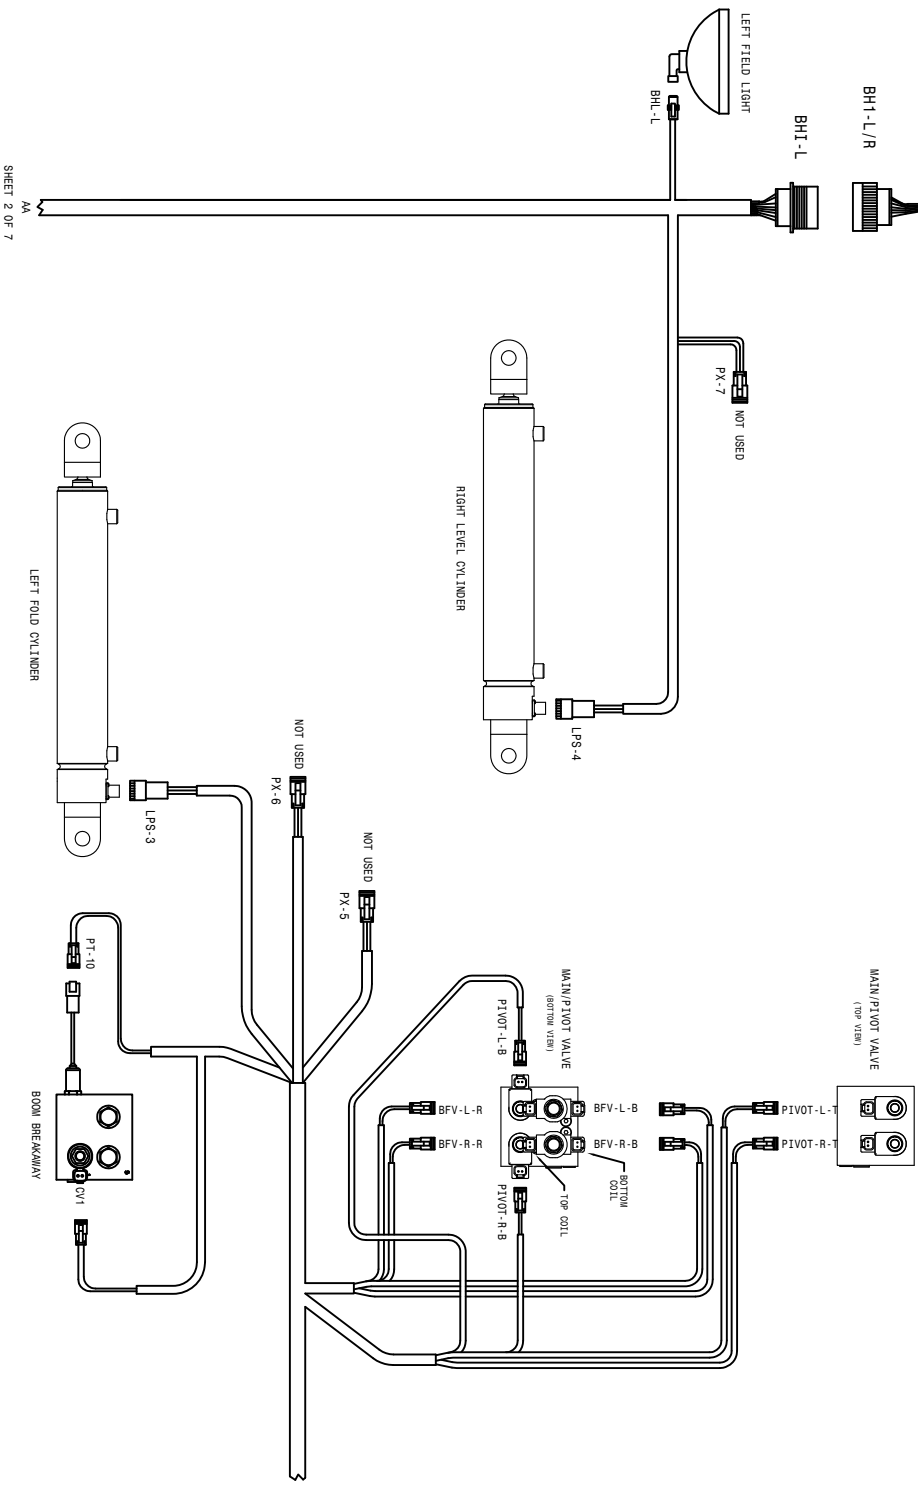 LEFT FIELD LIGHT
BHL-L
BHI-L
BH1-L/R
AA
SHEET 2 OF 7
PX-7
NOT USED
RIGHT LEVEL CYLINDER
LPS-4
LEFT FOLD CYLINDER
LPS-3
NOT USED
PX-6
NOT USED
PX-5
PT-10
BOOM BREAKAWAY
CV1
MAIN/PIVOT VALVE
(BOTTOM VIEW)
PIVOT-L-B
BFV-L-R
BFV-R-R
BFV-L-B
BFV-R-B
BOTTOM
COIL
TOP COIL
PIVOT-R-B
MAIN/PIVOT VALVE
(TOP VIEW)
PIVOT-L-T
PIVOT-R-T